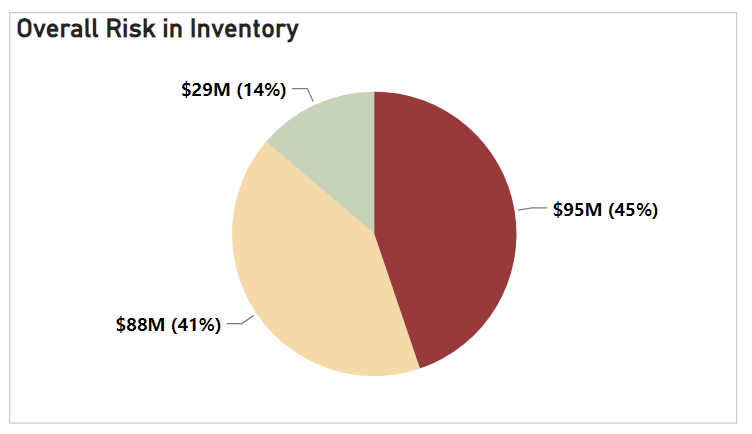 Overall Risk in Inventory
$29M (14%)
$95M (45%)
$88M (41%)